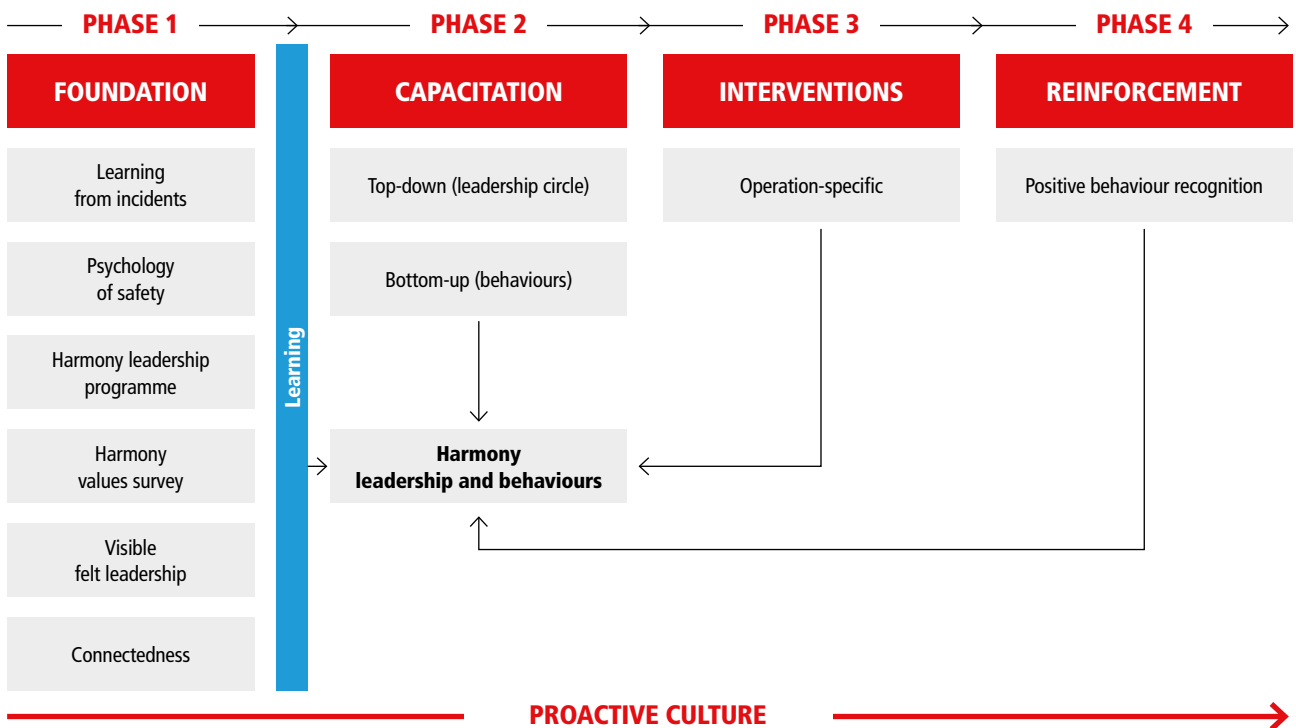 PHASE 1
PHASE 2
PHASE 3
PHASE 4
FOUNDATION
CAPACITATION
INTERVENTIONS
REINFORCEMENT
Learning
from incidents
Psychology
of safety
Harmony leadership
programme
Harmony
values survey
Visible
felt leadership
Connectedness
Learning
Top-down (leadership circle)
Bottom-up (behaviours)
Harmony
leadership and behaviours
Operation-specific
Positive behaviour recognition
PROACTIVE CULTURE